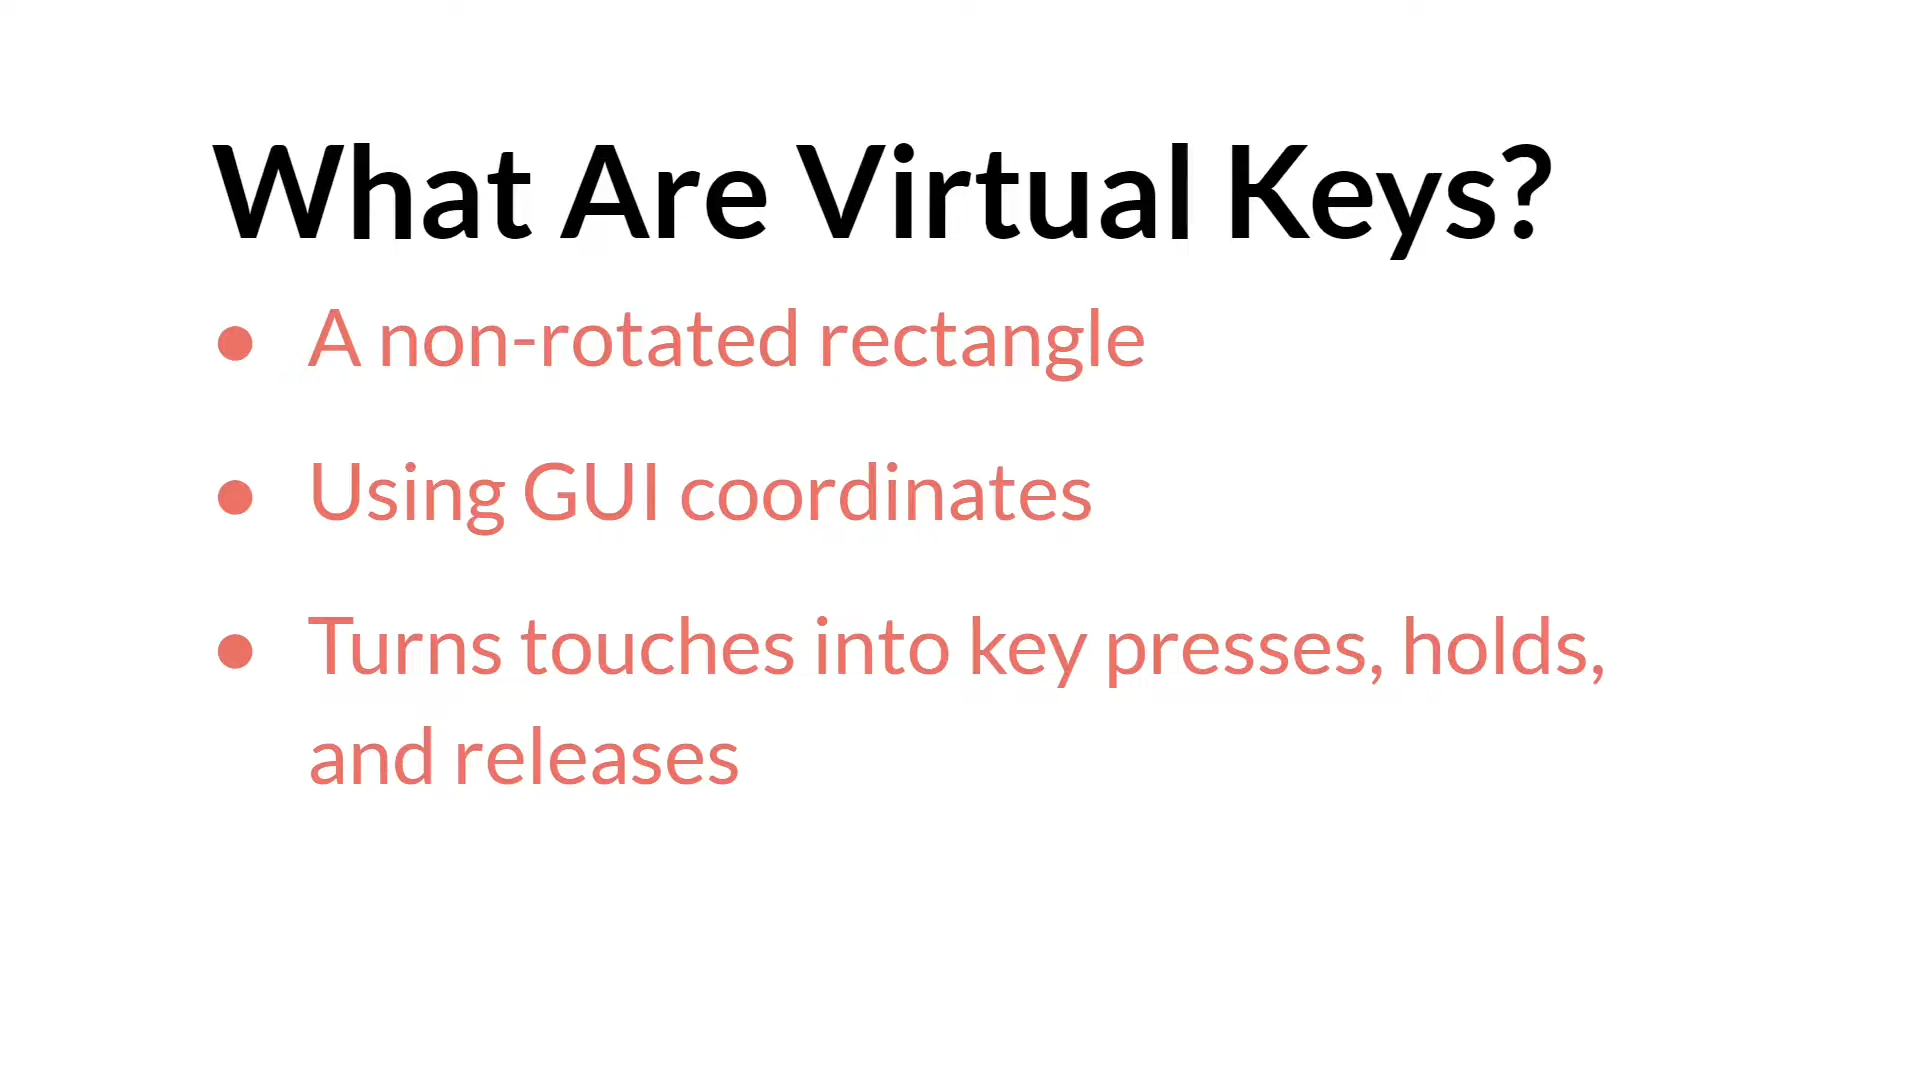 What Are Virtual Keys?
● A non-rotated rectangle
● Using GUI coordinates
● Turns touches into key presses, holds,
and releases